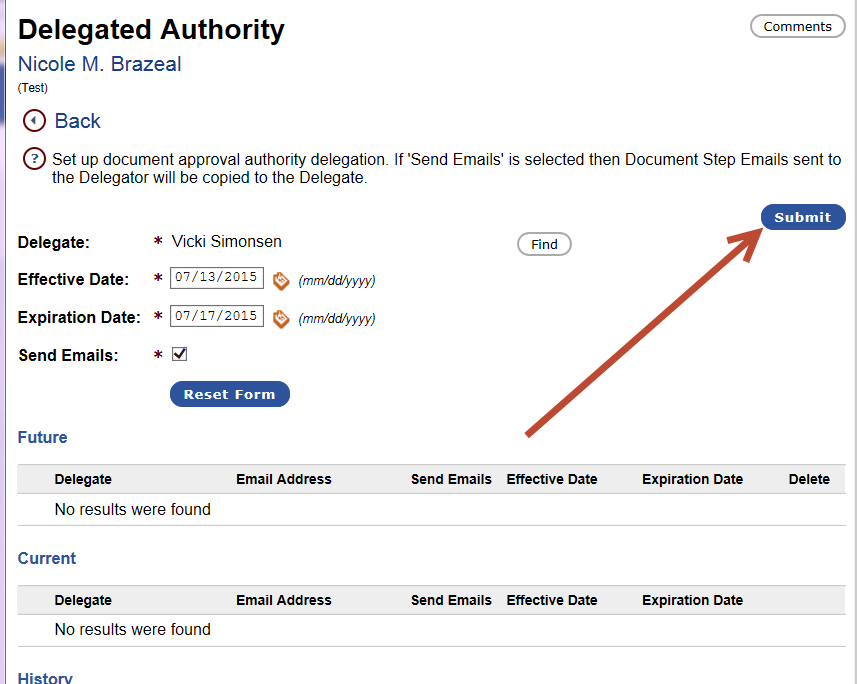 Delegated Authority
Comments
Nicole M. Brazeal
(Test)
Back
? Set up document approval authority delegation. If 'Send Emails' is selected then Document Step Emails sent to
the Delegator will be copied to the Delegate.
Submit
Delegate: * Vicki Simonsen Find
Effective Date: * 07/13/2015 (mm/dd/yyyy)
Expiration Date: * 07/17/2015 (mm/dd/yyyy)
Send Emails: *
Reset Form
Future
Delegate Email Address Send Emails Effective Date Expiration Date Delete
No results were found
Current
Delegate Email Address Send Emails Effective Date Expiration Date
No results were found
History